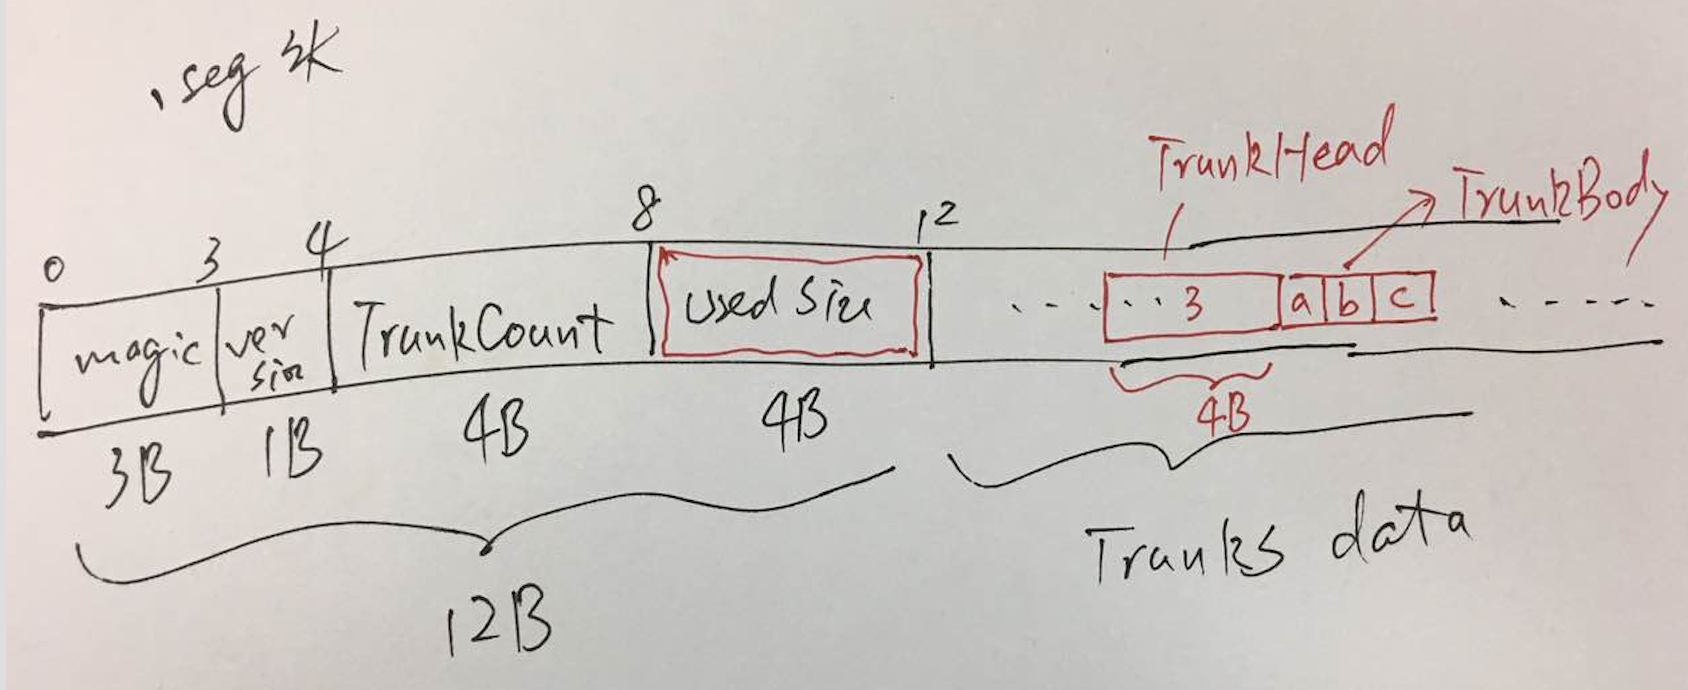 .seg 头
TrunkHead
TrunkBody
0 3 4 8 12
magic
ver
sion
TrunkCount
used size
. . . . . 3 a b c . - - - -
3B 1B 4B 4B 4B
12B
Trunks data